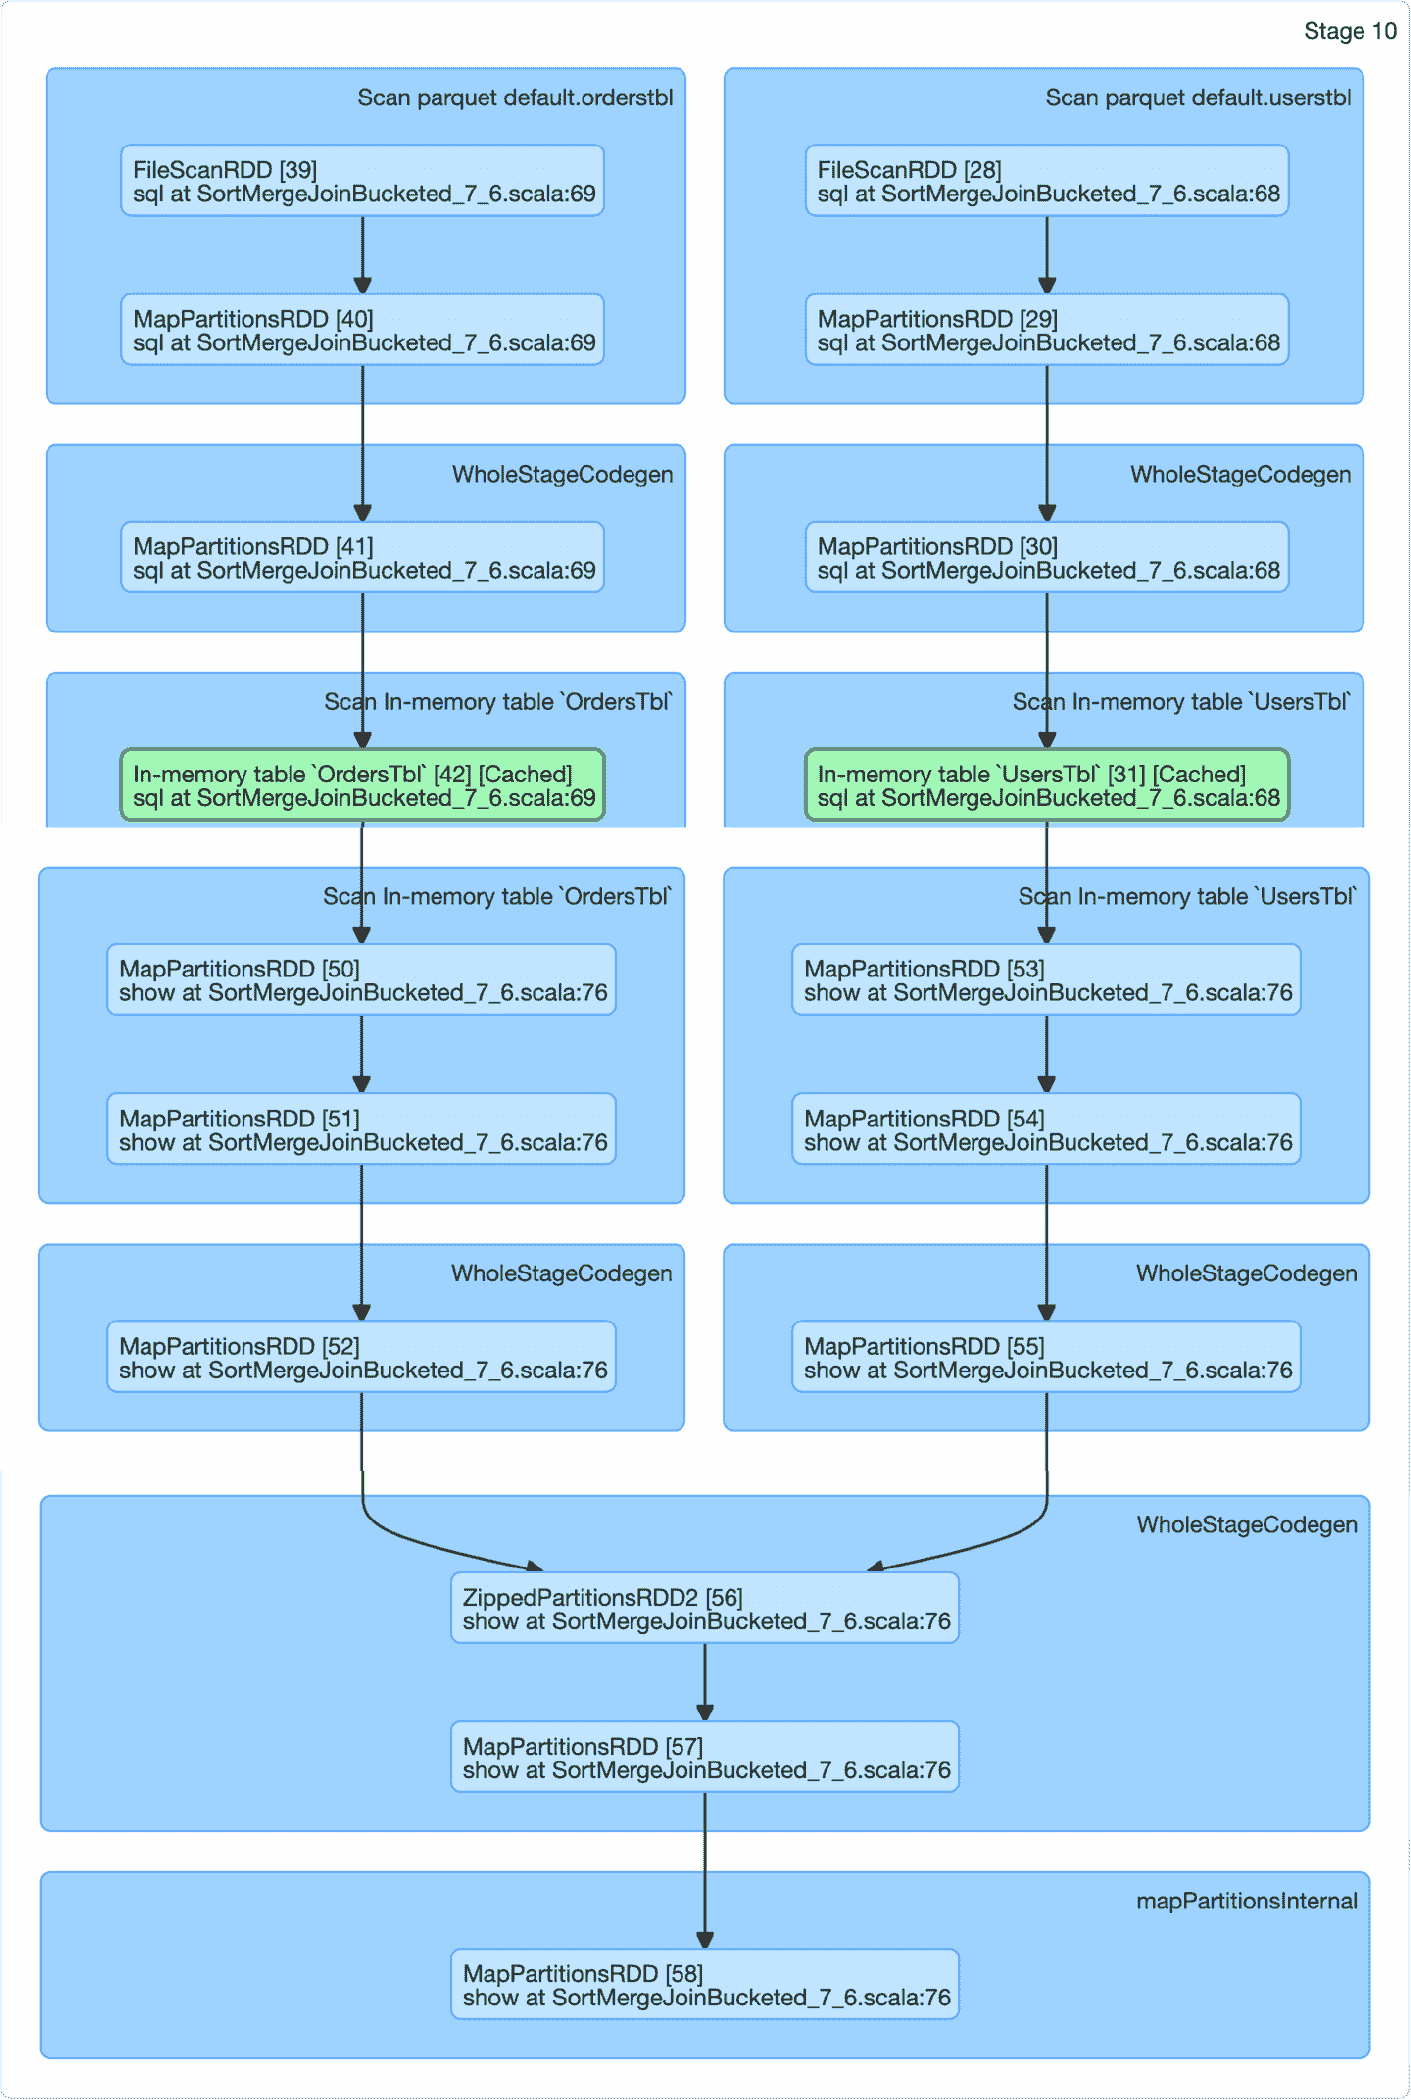 Stage 10
Scan parquet default.orderstbl
FileScanRDD [39]
sql at SortMergeJoinBucketed_7_6.scala:69
MapPartitionsRDD [40]
sql at SortMergeJoinBucketed_7_6.scala:69
WholeStageCodegen
MapPartitionsRDD [41]
sql at SortMergeJoinBucketed_7_6.scala:69
Scan In-memory table `OrdersTbl`
In-memory table `OrdersTbl` [42] [Cached]
sql at SortMergeJoinBucketed_7_6.scala:69
Scan In-memory table `OrdersTbl`
MapPartitionsRDD [50]
show at SortMergeJoinBucketed_7_6.scala:76
MapPartitionsRDD [51]
show at SortMergeJoinBucketed_7_6.scala:76
WholeStageCodegen
MapPartitionsRDD [52]
show at SortMergeJoinBucketed_7_6.scala:76
Scan parquet default.userstbl
FileScanRDD [28]
sql at SortMergeJoinBucketed_7_6.scala:68
MapPartitionsRDD [29]
sql at SortMergeJoinBucketed_7_6.scala:68
WholeStageCodegen
MapPartitionsRDD [30]
sql at SortMergeJoinBucketed_7_6.scala:68
Scan In-memory table `UsersTbl`
In-memory table `UsersTbl` [31] [Cached]
sql at SortMergeJoinBucketed_7_6.scala:68
Scan In-memory table `UsersTbl`
MapPartitionsRDD [53]
show at SortMergeJoinBucketed_7_6.scala:76
MapPartitionsRDD [54]
show at SortMergeJoinBucketed_7_6.scala:76
WholeStageCodegen
MapPartitionsRDD [55]
show at SortMergeJoinBucketed_7_6.scala:76
WholeStageCodegen
ZippedPartitionsRDD2 [56]
show at SortMergeJoinBucketed_7_6.scala:76
MapPartitionsRDD [57]
show at SortMergeJoinBucketed_7_6.scala:76
mapPartitionsInternal
MapPartitionsRDD [58]
show at SortMergeJoinBucketed_7_6.scala:76